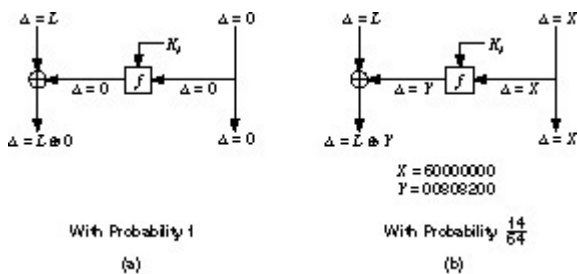 Δ = L
Δ = 0
K_i
f
Δ = 0
Δ = 0
Δ = L ⊕ 0
Δ = 0
With Probability 1
(a)
Δ = L
Δ = X
K_i
f
Δ = Y
Δ = X
Δ = L ⊕ Y
Δ = X
X = 60000000
Y = 00808200
With Probability 14/64
(b)